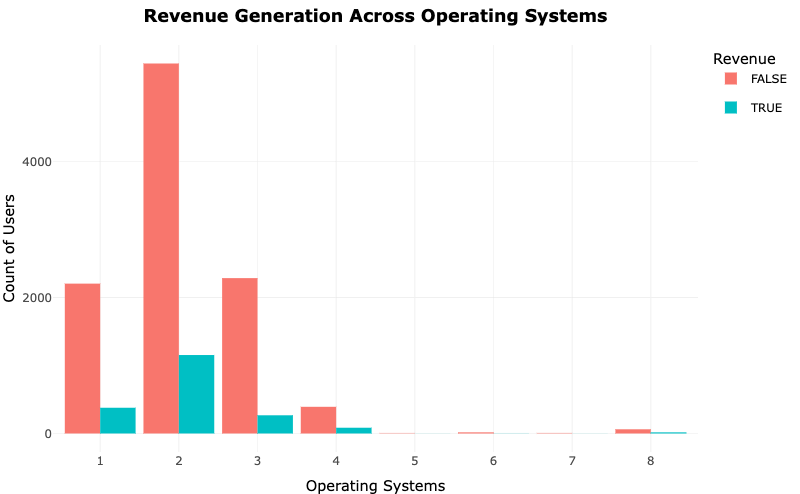 Revenue Generation Across Operating Systems
Revenue
FALSE
TRUE
Count of Users
4000
2000
0
1 2 3 4 5 6 7 8
Operating Systems